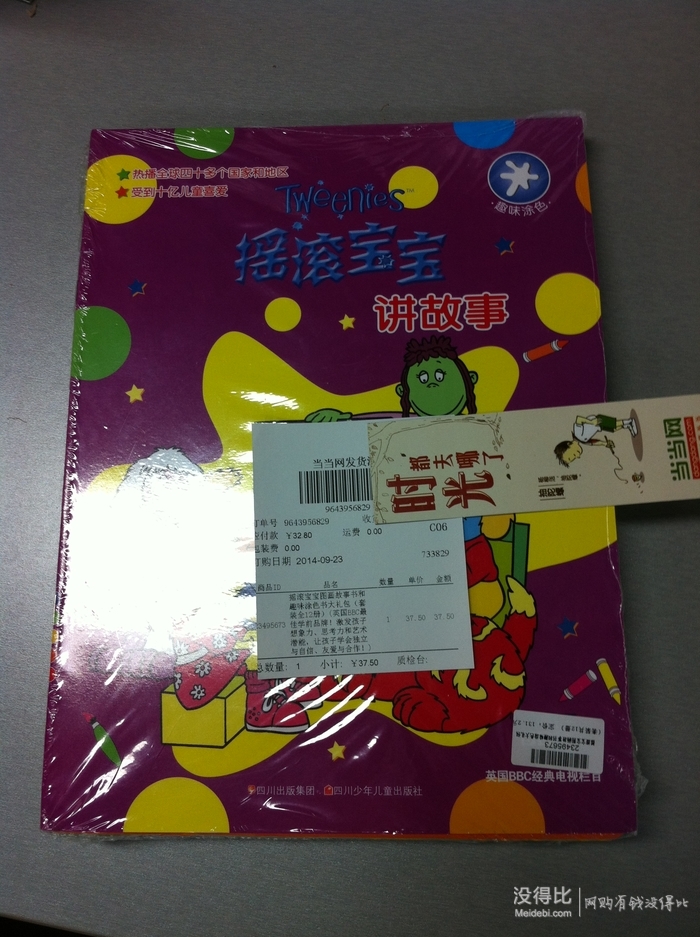 热播全球四十多个国家和地区
受到十亿儿童喜爱
Tweenies™
趣味涂色
摇滚宝宝
讲故事
当当网发货
9643956829
订单号 9643956829 收
应付款 ¥32.80 运费 0.00 C06
包装费 0.00
订购日期 2014-09-23 733829
商品ID 品名 数量 单价 金额
摇滚宝宝图画故事书和
趣味涂色书大礼包（套
装全12册）（英国BBC最
23495673 佳学前品牌！激发孩子 1 37.50 37.50
想象力、思考力和艺术
潜能，让孩子学会独立
与自信、友爱与合作！）
总数量: 1 小计: ¥37.50 质检台:
时光
都去哪了
当当网
23495673
英国BBC经典电视栏目
四川出版集团 四川少年儿童出版社
没得比
Meidebi.com
网购有钱没得比